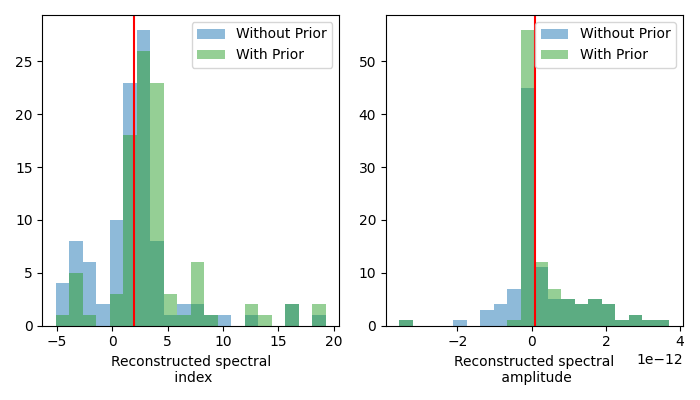 Without Prior
With Prior
25
20
15
10
5
0
−5
0
5
10
15
20
Reconstructed spectral
index
Without Prior
With Prior
50
40
30
20
10
0
−2
0
2
4
1e−12
Reconstructed spectral
amplitude